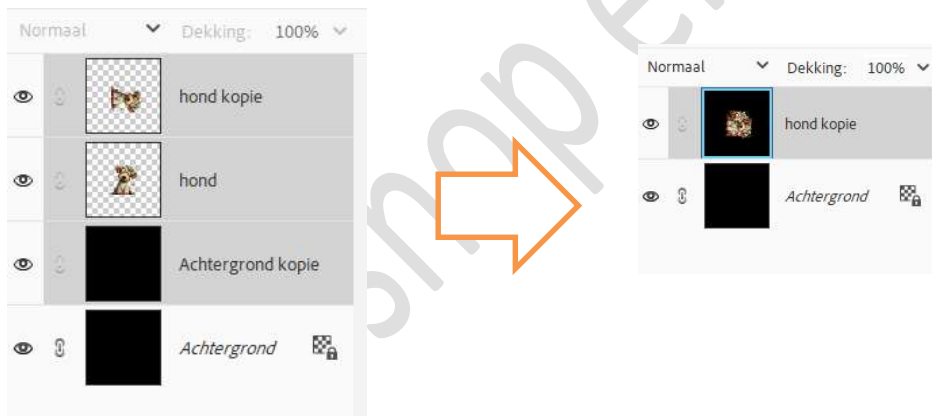 Normaal Dekking: 100%
hond kopie
hond
Achtergrond kopie
Achtergrond
Normaal Dekking: 100%
hond kopie
Achtergrond